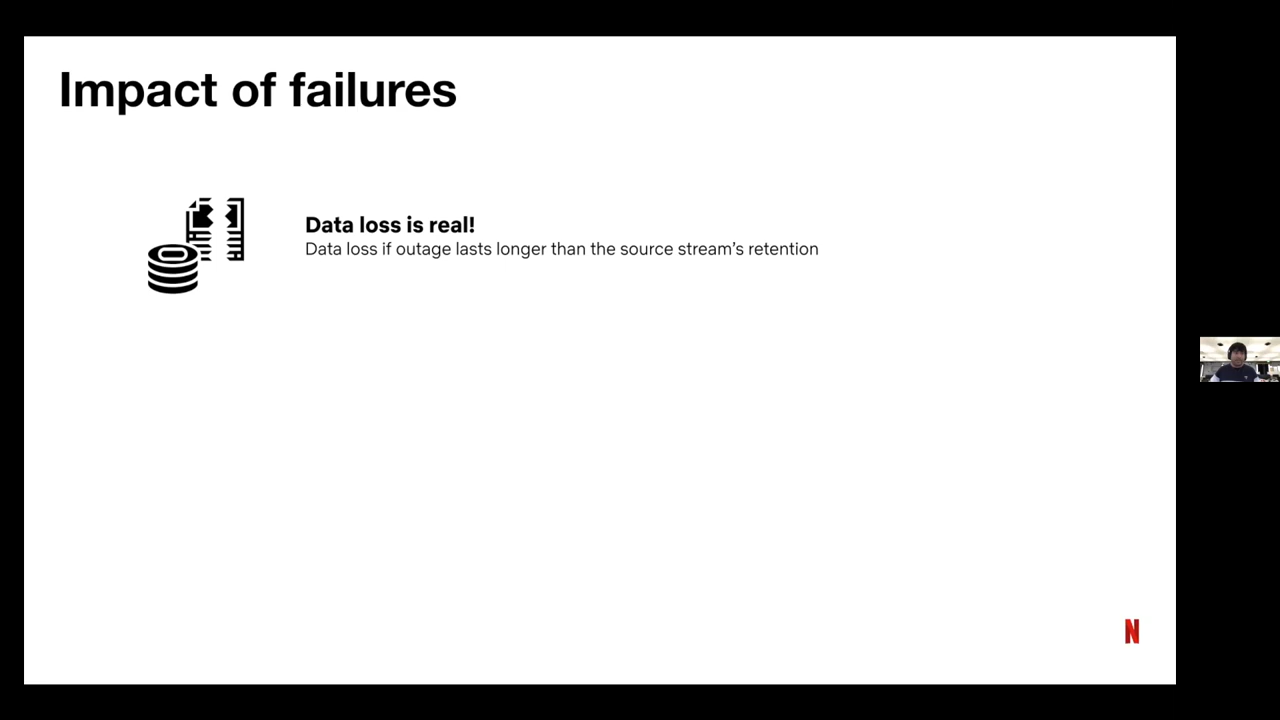 Impact of failures
Data loss is real!
Data loss if outage lasts longer than the source stream's retention
N